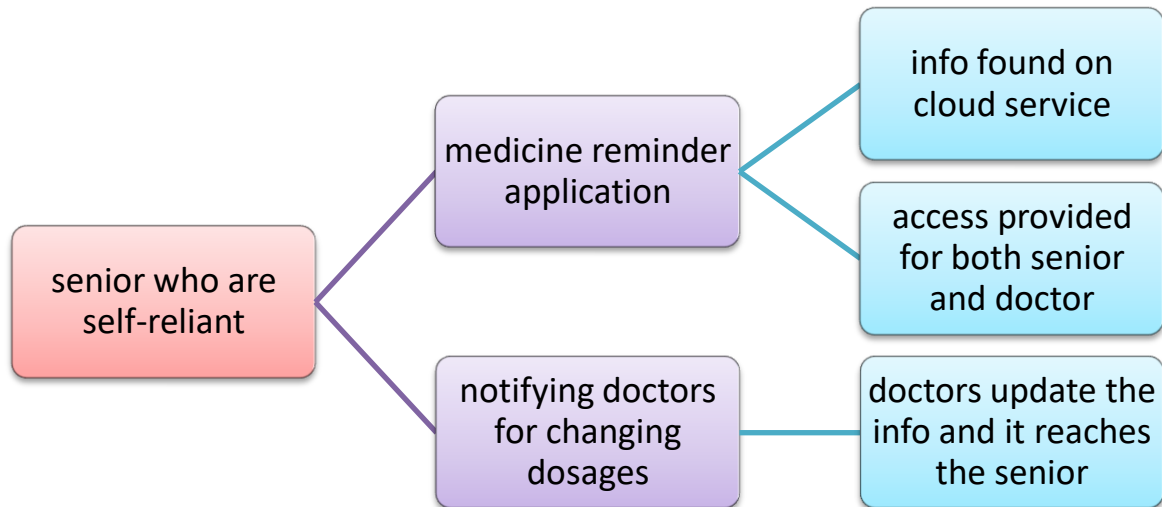 senior who are
self-reliant
medicine reminder
application
info found on
cloud service
access provided
for both senior
and doctor
notifying doctors
for changing
dosages
doctors update the
info and it reaches
the senior